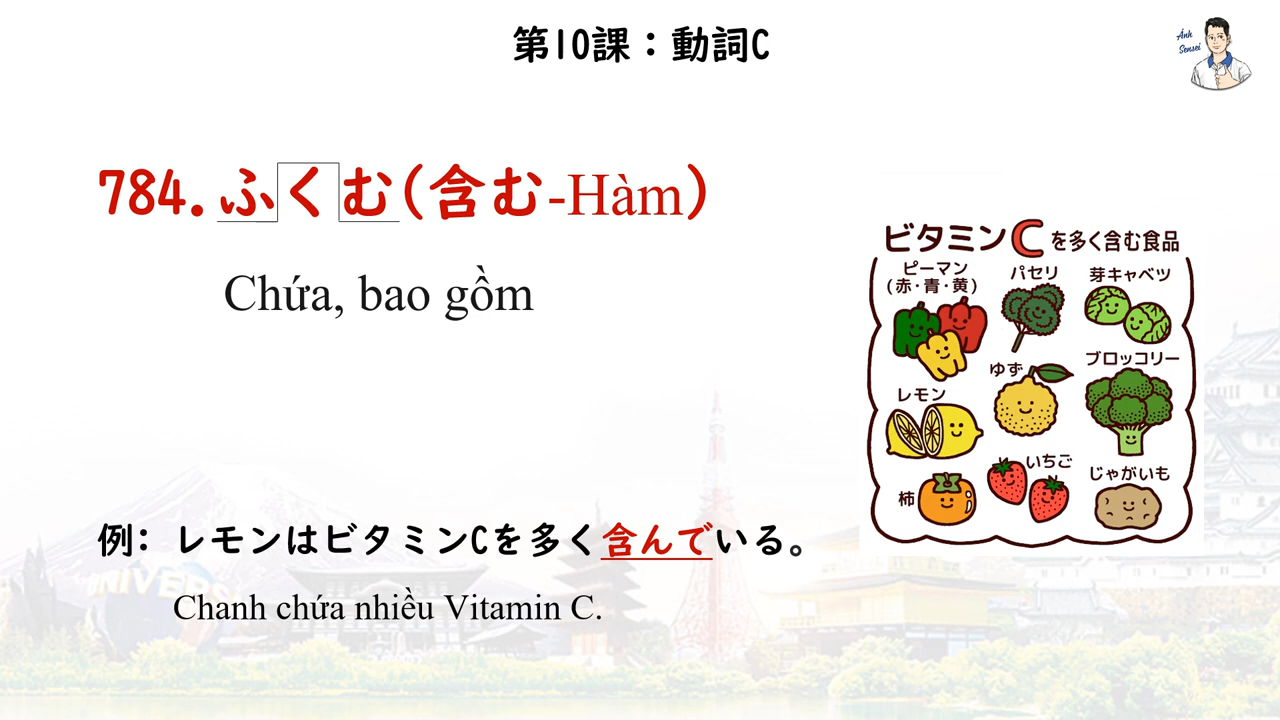 第10課：動詞C
Ánh
Sensei
784.ふくむ(含む-Hàm)
Chứa, bao gồm
ビタミンCを多く含む食品
ピーマン
(赤・青・黄)
パセリ
芽キャベツ
レモン
ゆず
ブロッコリー
柿
いちご
じゃがいも
例：レモンはビタミンCを多く含んでいる。
Chanh chứa nhiều Vitamin C.
UNIVERS